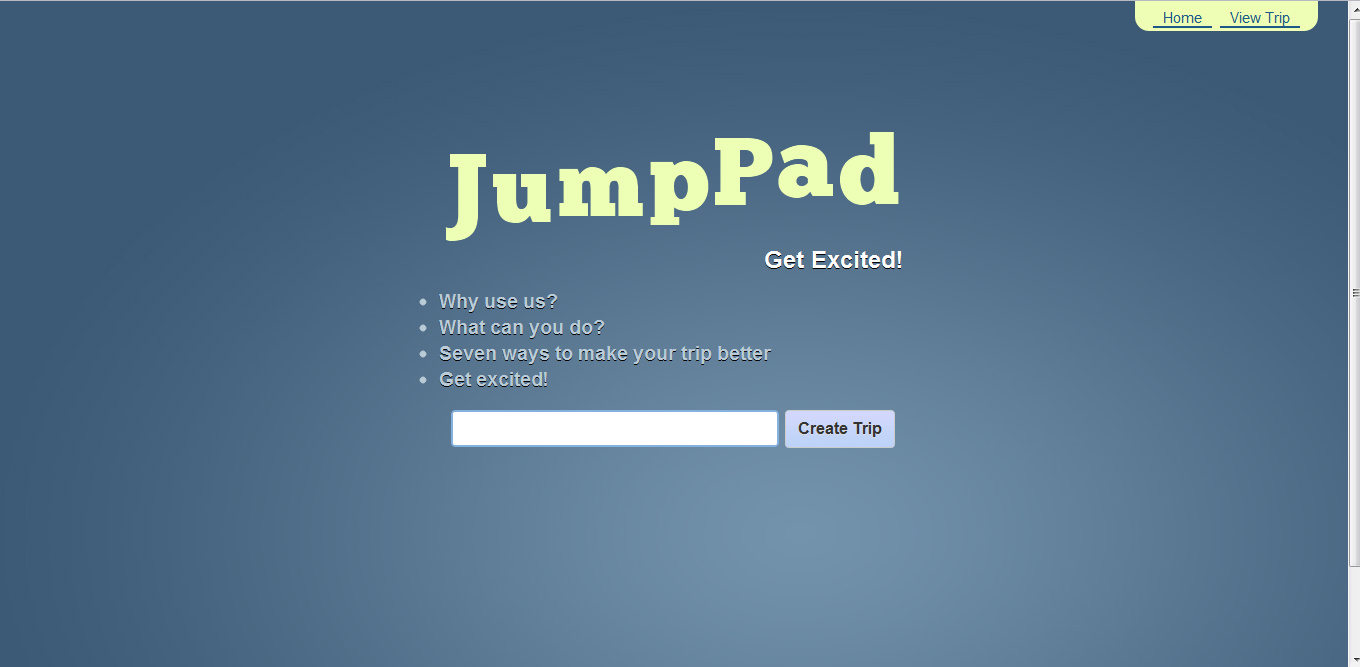 Home View Trip
JumpPad
Get Excited!
Why use us?
What can you do?
Seven ways to make your trip better
Get excited!
Create Trip